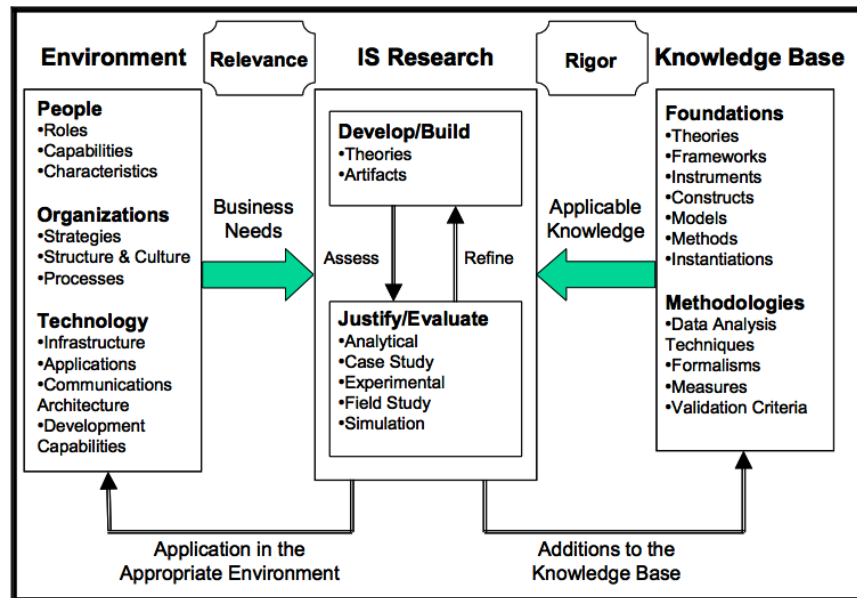 Environment
Relevance
IS Research
Rigor
Knowledge Base
People
•Roles
•Capabilities
•Characteristics
Organizations
•Strategies
•Structure & Culture
•Processes
Technology
•Infrastructure
•Applications
•Communications
Architecture
•Development
Capabilities
Business
Needs
Develop/Build
•Theories
•Artifacts
Assess
Refine
Justify/Evaluate
•Analytical
•Case Study
•Experimental
•Field Study
•Simulation
Applicable
Knowledge
Foundations
•Theories
•Frameworks
•Instruments
•Constructs
•Models
•Methods
•Instantiations
Methodologies
•Data Analysis
Techniques
•Formalisms
•Measures
•Validation Criteria
Application in the
Appropriate Environment
Additions to the
Knowledge Base